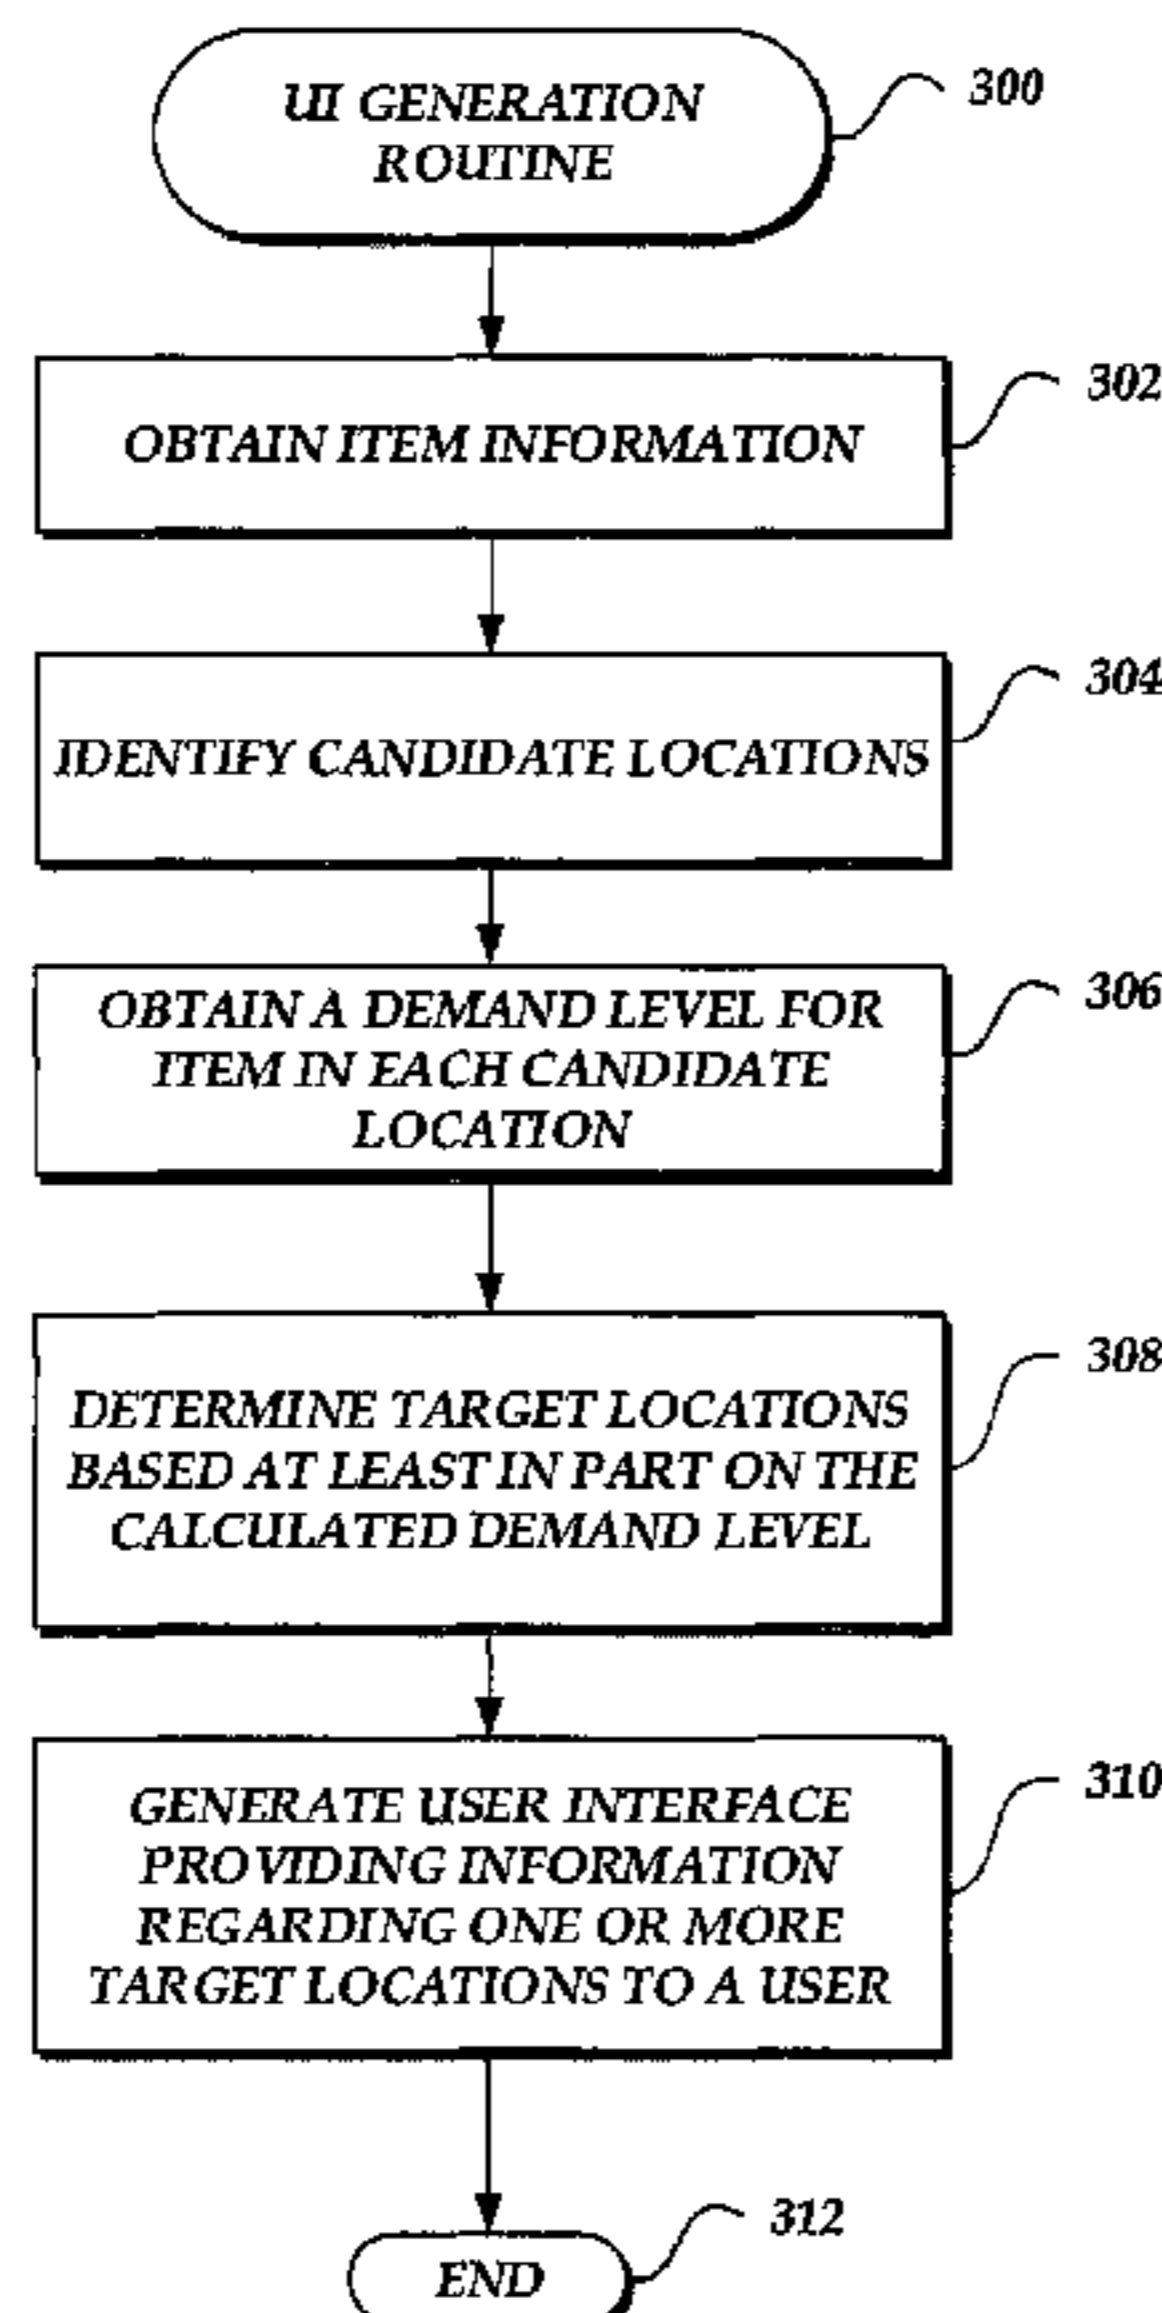 UI GENERATION
ROUTINE
300
OBTAIN ITEM INFORMATION
302
IDENTIFY CANDIDATE LOCATIONS
304
OBTAIN A DEMAND LEVEL FOR
ITEM IN EACH CANDIDATE
LOCATION
306
DETERMINE TARGET LOCATIONS
BASED AT LEAST IN PART ON THE
CALCULATED DEMAND LEVEL
308
GENERATE USER INTERFACE
PROVIDING INFORMATION
REGARDING ONE OR MORE
TARGET LOCATIONS TO A USER
310
END
312